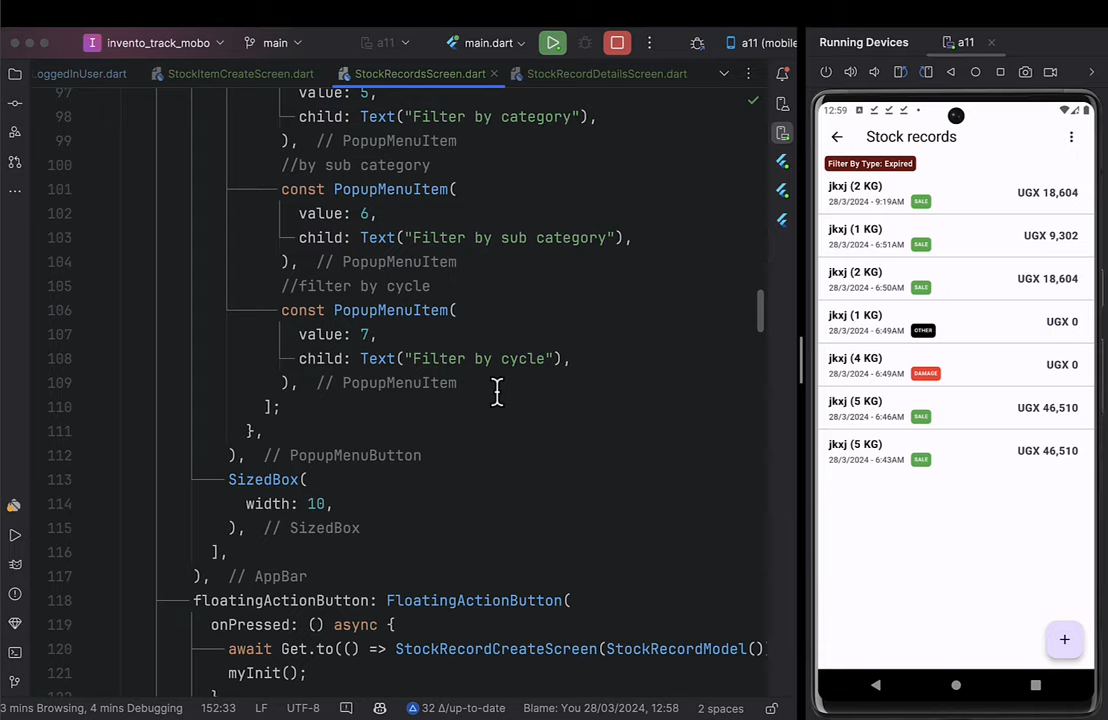 invento_track_mobo
main
a11
main.dart
a11 (mobile
Running Devices
a11
.oggedInUser.dart
StockItemCreateScreen.dart
StockRecordsScreen.dart
StockRecordDetailsScreen.dart
97 value: 5,
98 child: Text("Filter by category"),
99 ), // PopupMenuItem
100 //by sub category
101 const PopupMenuItem(
102 value: 6,
103 child: Text("Filter by sub category"),
104 ), // PopupMenuItem
105 //filter by cycle
106 const PopupMenuItem(
107 value: 7,
108 child: Text("Filter by cycle"),
109 ), // PopupMenuItem
110 ];
111 },
112 ), // PopupMenuButton
113 SizedBox(
114 width: 10,
115 ), // SizedBox
116 ],
117 ), // AppBar
118 floatingActionButton: FloatingActionButton(
119 onPressed: () async {
120 await Get.to(() => StockRecordCreateScreen(StockRecordModel())
121 myInit();
122 }
3 mins Browsing, 4 mins Debugging
152:33
LF
UTF-8
32 Δ/up-to-date
Blame: You 28/03/2024, 12:58
2 spaces
12:59
Stock records
Filter By Type: Expired
jkxj (2 KG)
UGX 18,604
28/3/2024 - 9:19AM SALE
jkxj (1 KG)
UGX 9,302
28/3/2024 - 6:51AM SALE
jkxj (2 KG)
UGX 18,604
28/3/2024 - 6:50AM SALE
jkxj (1 KG)
UGX 0
28/3/2024 - 6:49AM OTHER
jkxj (4 KG)
UGX 0
28/3/2024 - 6:49AM DAMAGE
jkxj (5 KG)
UGX 46,510
28/3/2024 - 6:46AM SALE
jkxj (5 KG)
UGX 46,510
28/3/2024 - 6:43AM SALE